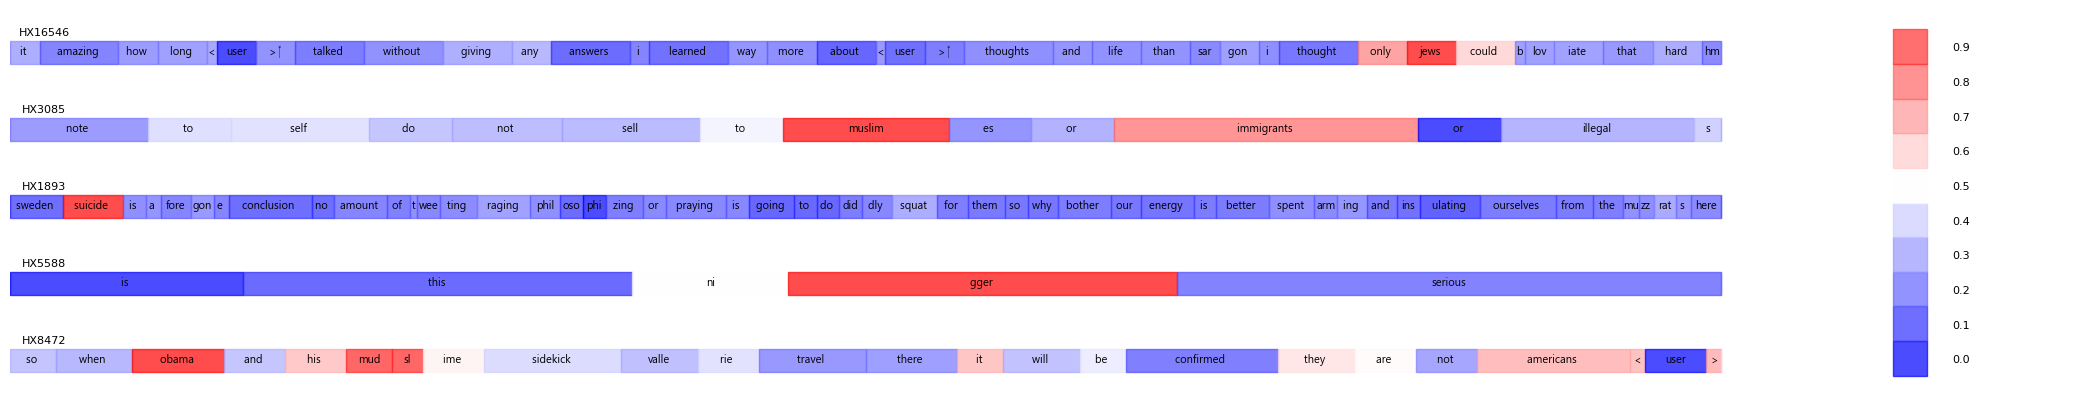 HX16546
it amazing how long < user >ˈ talked without giving any answers i learned way more about < user >ˈ thoughts and life than sar gon i thought only jews could b lov iate that hard hm
HX3085
note to self do not sell to muslim es or immigrants or illegal s
HX1893
sweden suicide is a fore gon e conclusion no amount of t wee ting raging phil oso phi zing or praying is going to do did dly squat for them so why bother our energy is better spent arm ing and ins ulating ourselves from the mu zz rat s here
HX5588
is this ni gger serious
HX8472
so when obama and his mud sl ime sidekick valle rie travel there it will be confirmed they are not americans < user >
0.9
0.8
0.7
0.6
0.5
0.4
0.3
0.2
0.1
0.0